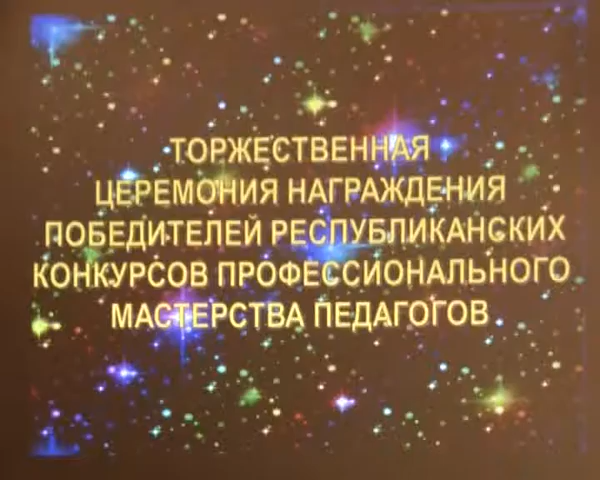 ТОРЖЕСТВЕННАЯ
ЦЕРЕМОНИЯ НАГРАЖДЕНИЯ
ПОБЕДИТЕЛЕЙ РЕСПУБЛИКАНСКИХ
КОНКУРСОВ ПРОФЕССИОНАЛЬНОГО
МАСТЕРСТВА ПЕДАГОГОВ